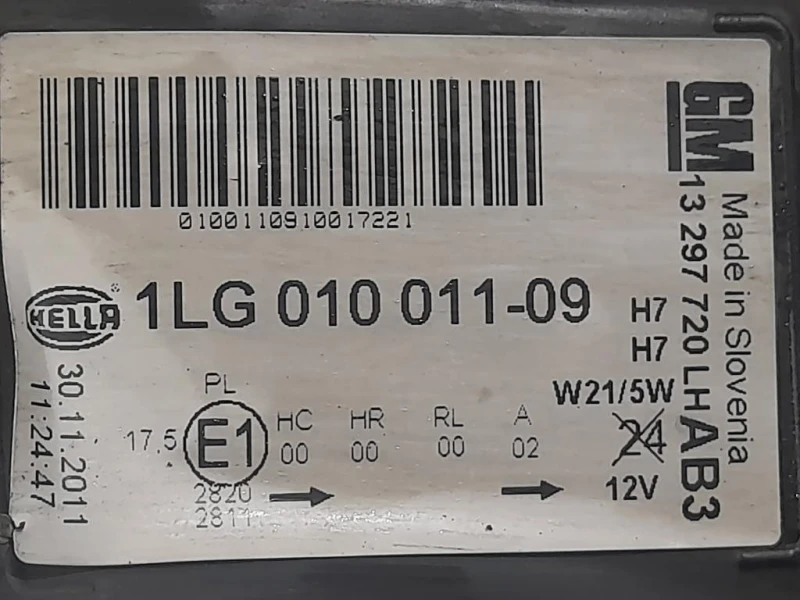 0100110910017221
HELLA ® 1LG 010 011-09
30.11.2011
11:24:47
PL
17,5 E1
HC HR RL A
00 00 00 02
2820
2811
H7
H7
W21/5W
24
12V
GM
13 297 720 LH AB3
Made in Slovenia